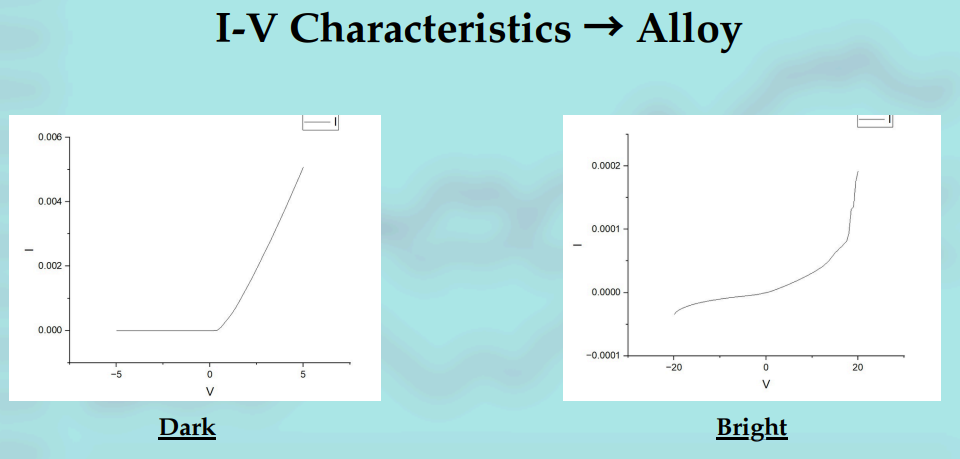 I-V Characteristics → Alloy
I
0.006
0.004
0.002
0.000
I
−5
0
5
V
Dark
I
0.0002
0.0001
0.0000
−0.0001
I
−20
0
20
V
Bright